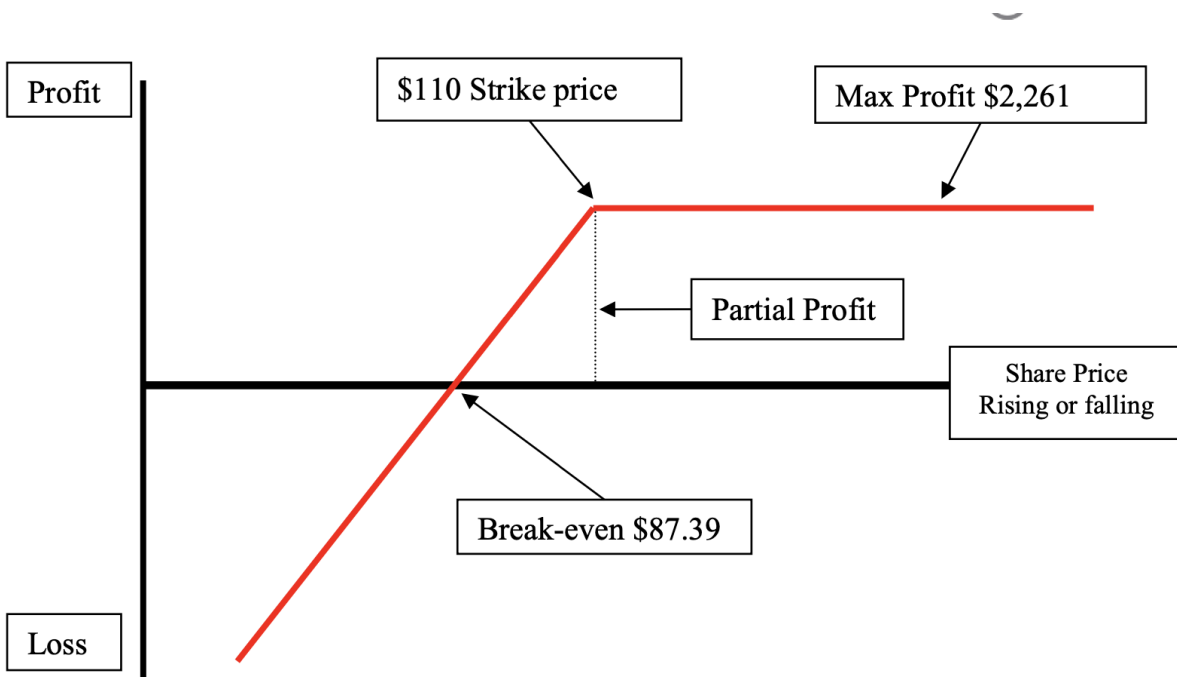 Profit
$110 Strike price
Max Profit $2,261
Partial Profit
Share Price
Rising or falling
Break-even $87.39
Loss